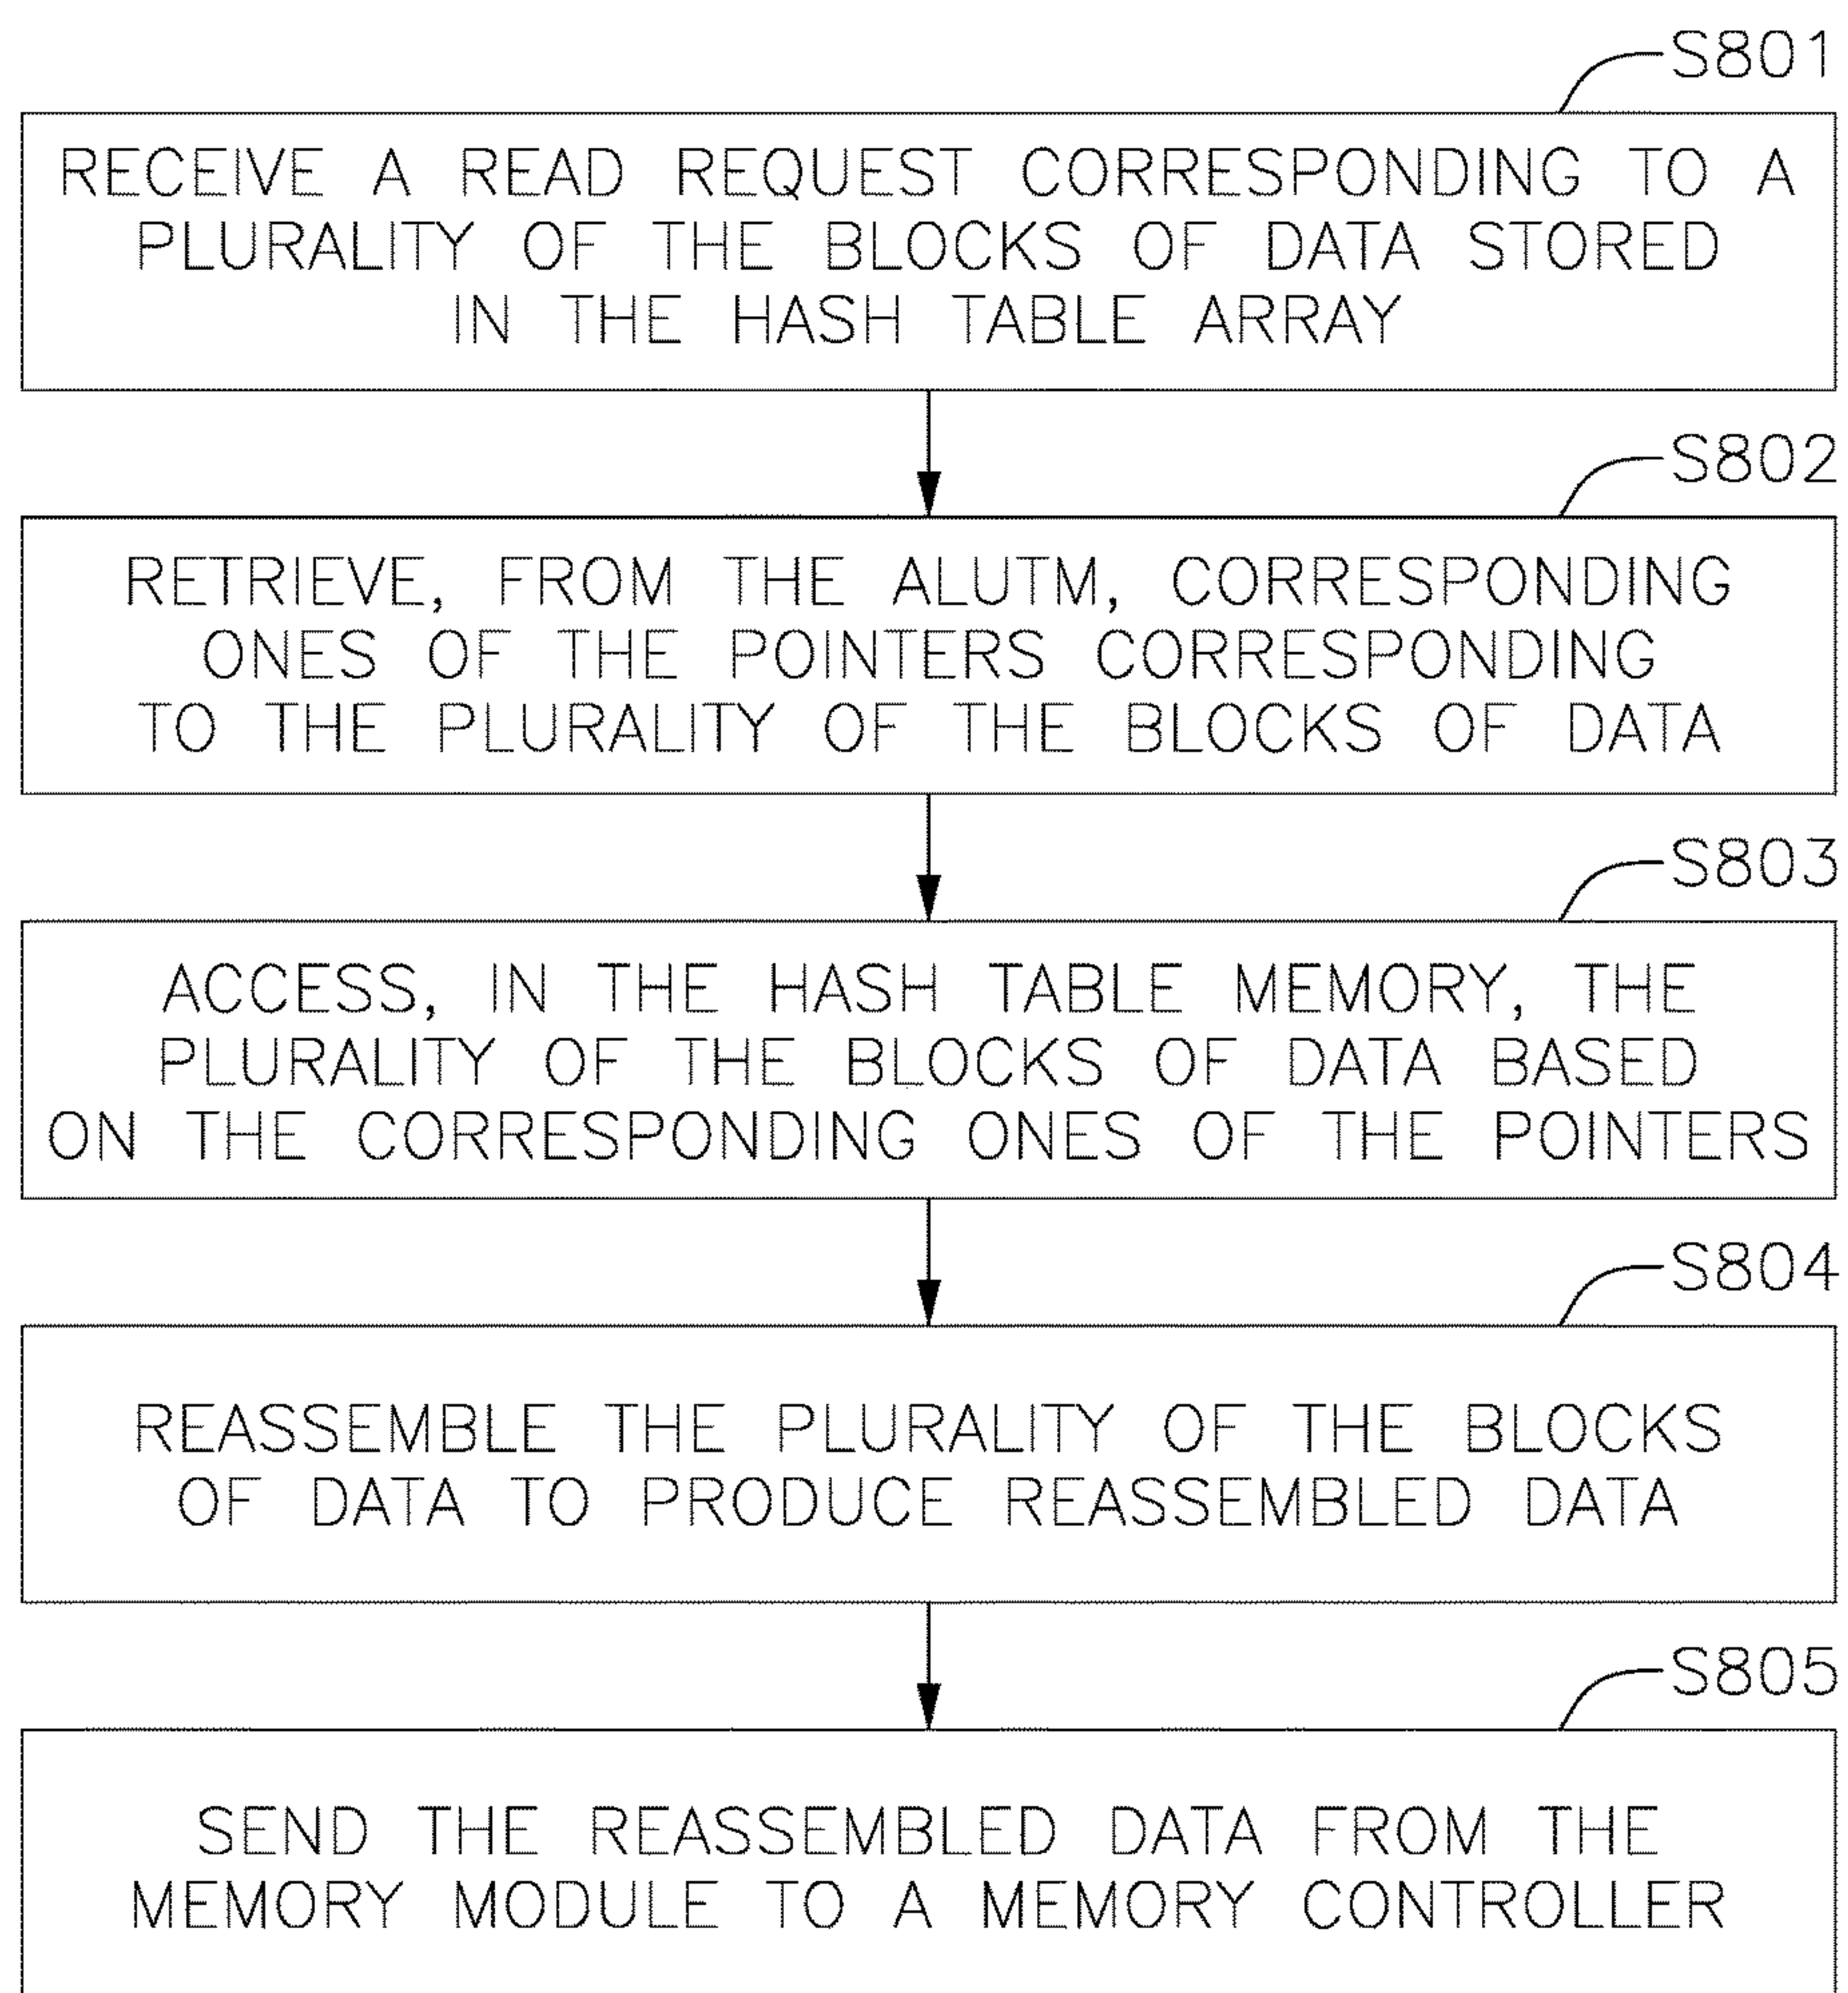 S801
RECEIVE A READ REQUEST CORRESPONDING TO A
PLURALITY OF THE BLOCKS OF DATA STORED
IN THE HASH TABLE ARRAY
S802
RETRIEVE, FROM THE ALUTM, CORRESPONDING
ONES OF THE POINTERS CORRESPONDING
TO THE PLURALITY OF THE BLOCKS OF DATA
S803
ACCESS, IN THE HASH TABLE MEMORY, THE
PLURALITY OF THE BLOCKS OF DATA BASED
ON THE CORRESPONDING ONES OF THE POINTERS
S804
REASSEMBLE THE PLURALITY OF THE BLOCKS
OF DATA TO PRODUCE REASSEMBLED DATA
S805
SEND THE REASSEMBLED DATA FROM THE
MEMORY MODULE TO A MEMORY CONTROLLER